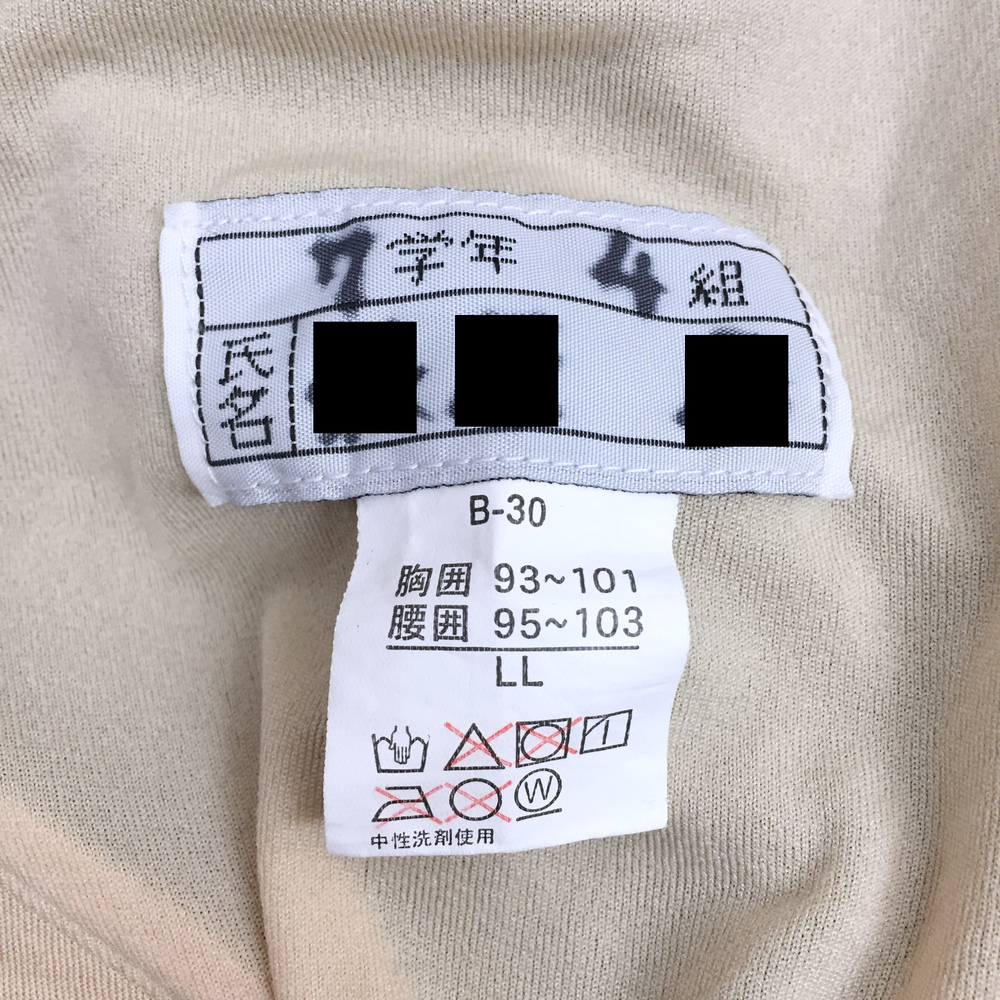 7学年 4組
氏名
B-30
胸囲 93~101
腰囲 95~103
LL
W
中性洗剤使用